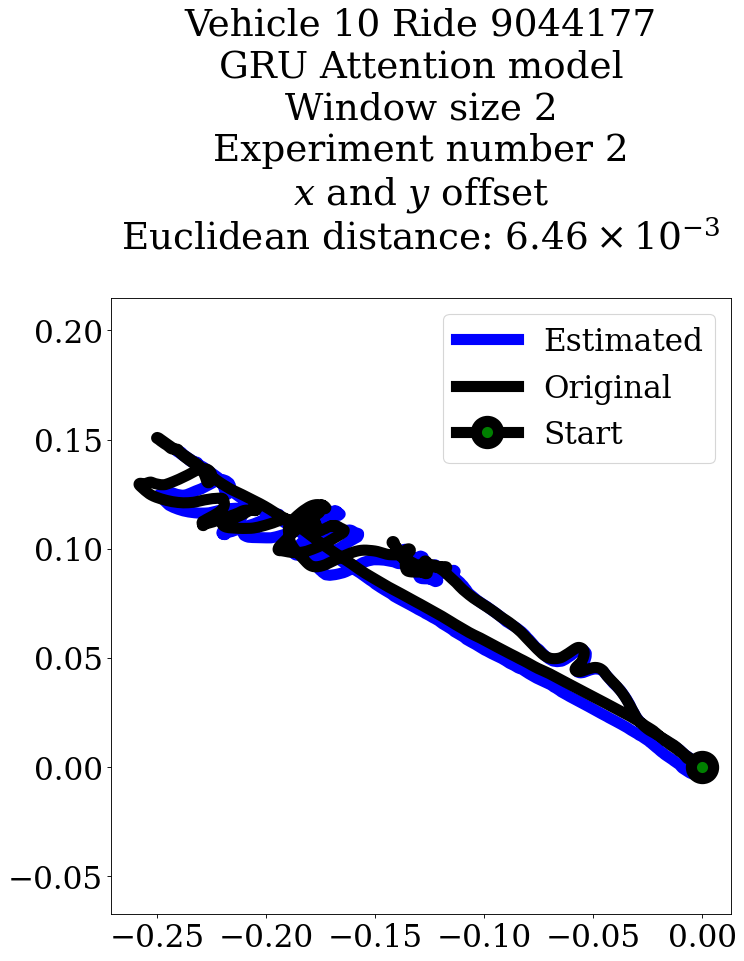 Vehicle 10 Ride 9044177
GRU Attention model
Window size 2
Experiment number 2
x and y offset
Euclidean distance: 6.46 × 10⁻³
Estimated
Original
Start
0.20
0.15
0.10
0.05
0.00
−0.05
−0.25 −0.20 −0.15 −0.10 −0.05 0.00